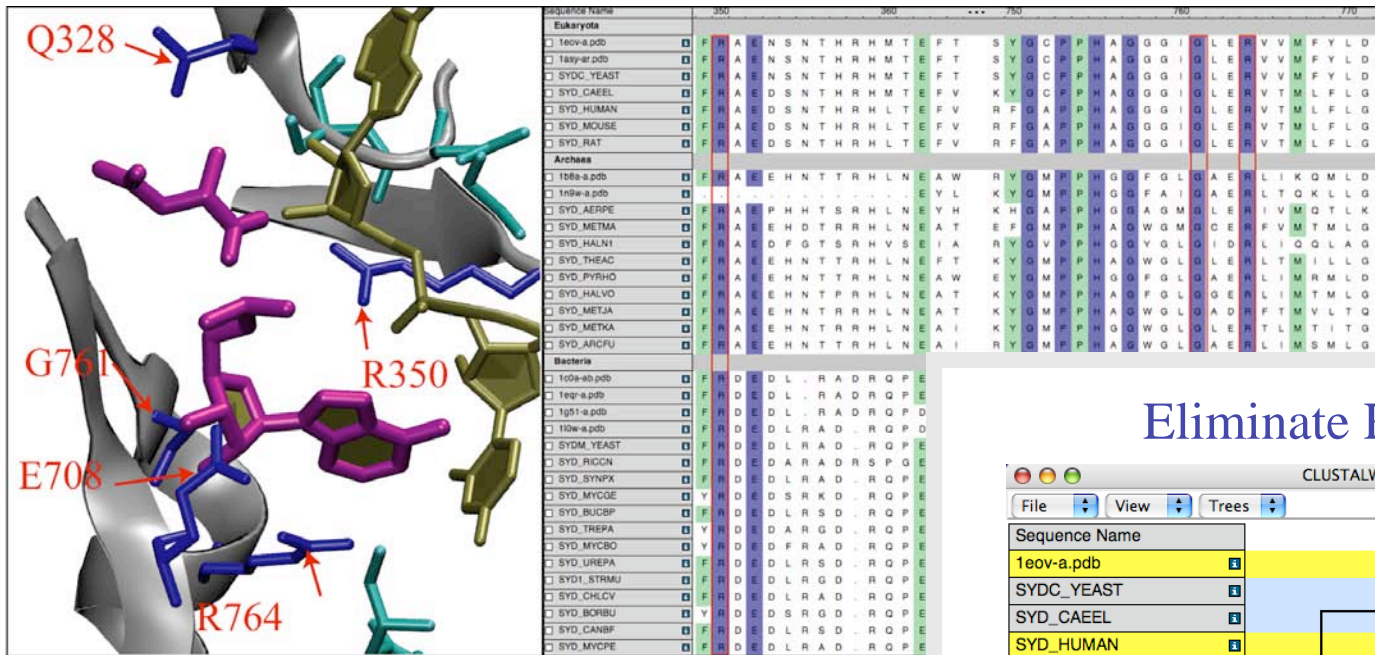 Q328
R350
G761
E708
R764
Sequence Name 350 360 ... 750 760 770
Eukaryota
1eov-a.pdb F R A E N S N T H R H M T E F T S Y G C P P H A G G G I G L E R V V M F Y L D
1asy-ar.pdb F R A E N S N T H R H M T E F T S Y G C P P H A G G G I G L E R V V M F Y L D
SYDC_YEAST F R A E N S N T H R H M T E F T S Y G C P P H A G G G I G L E R V V M F Y L D
SYD_CAEEL F R A E D S N T H R H M T E F V K Y G C P P H A G G G I G L E R V T M L F L G
SYD_HUMAN F R A E D S N T H R H L T E F V R F G A P P H A G G G I G L E R V T M L F L G
SYD_MOUSE F R A E D S N T H R H L T E F V R F G A P P H A G G G I G L E R V T M L F L G
SYD_RAT F R A E D S N T H R H L T E F V R F G A P P H A G G G I G L E R V T M L F L G
Archaea
1b8a-a.pdb F R A E E H N T T R H L N E A W R Y G M P P H G G F G L G A E R L I K Q M L D
1n9w-a.pdb . . . . . . . . . . . . . E Y L K Y G M P P H G G F A I G A E R L T Q K L L G
SYD_AERPE F R A E P H H T S R H L N E Y H K H G A P P H G G A G M G L E R I V M Q T L K
SYD_METMA F R A E E H D T R R H L N E A T E F G M P P H A G W G M G C E R F V M T M L G
SYD_HALN1 F R A E D F G T S R H V S E I A R Y G V P P H G G Y G L G I D R L I Q Q L A G
SYD_THEAC F R A E E H N T T R H L N E F T K Y G M P P H A G W G L G L E R L T M I L L G
SYD_PYRHO F R A E E H N T T R H L N E A W E Y G M P P H G G F G L G A E R L I M R M L D
SYD_HALVO F R A E E H N T P R H L N E A T K Y G M P P H A G F G L G G E R L I M T M L G
SYD_METJA F R A E E H N T R R H L N E A T K Y G M P P H A G W G L G A D R F T M V L T Q
SYD_METKA F R A E E H N T R R H L N E A I K Y G M P P H G G W G L G L E R T L M T I T G
SYD_ARCFU F R A E E H N T T R H L N E A I R Y G M P P H A G W G L G A E R L I M S M L G
Bacteria
1c0a-ab.pdb F R D E D L . R A D R Q P E
1eqr-a.pdb F R D E D L . R A D R Q P E
1g51-a.pdb F R D E D L . R A D R Q P D
1l0w-a.pdb F R D E D L R A D . R Q P D
SYDM_YEAST F R D E D L R A D . R Q P E
SYD_RICCN F R D E D A R A D R S P G E
SYD_SYNPX F R D E D L R A D . R Q P E
SYD_MYCGE Y R D E D S R K D . R Q P E
SYD_BUCBP F R D E D L R S D . R Q P E
SYD_TREPA Y R D E D A R G D . R Q P E
SYD_MYCBO Y R D E D F R A D . R Q P E
SYD_UREPA F R D E D L R S D . R Q P E
SYD1_STRMU F R D E D L R G D . R Q P E
SYD_CHLCV F R D E D L R A D . R Q P E
SYD_BORBU Y R D E D S R G D . R Q P E
SYD_CANBF F R D E D L R S D . R Q P E
SYD_MYCPE F R D E D L R A D . R Q P E
Eliminate
CLUSTALW
File View Trees
Sequence Name
1eov-a.pdb
SYDC_YEAST
SYD_CAEEL
SYD_HUMAN